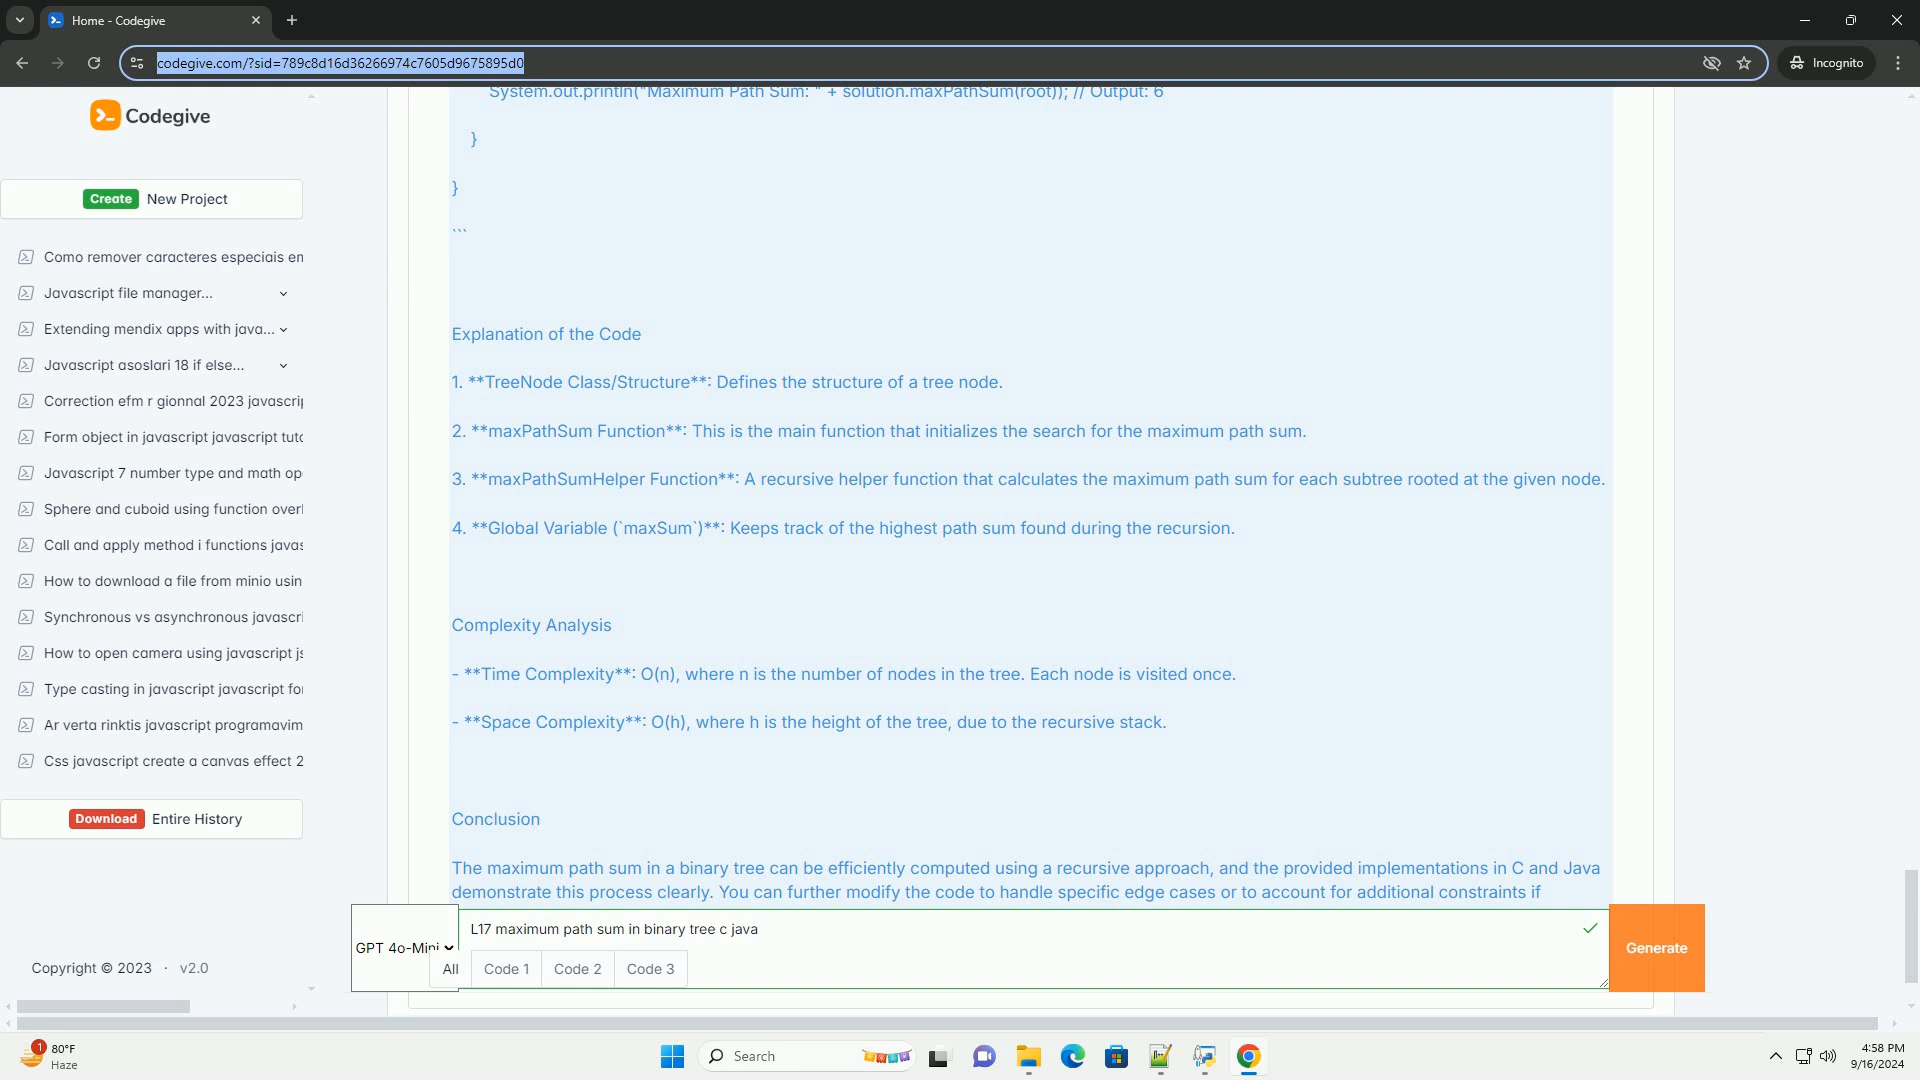 Home - Codegive
codegive.com/?sid=789c8d16d36266974c7605d9675895d0
Incognito
Codegive
Create New Project
Como remover caracteres especiais en
Javascript file manager...
Extending mendix apps with java...
Javascript asoslari 18 if else...
Correction efm r gionnal 2023 javascri
Form object in javascript javascript tuto
Javascript 7 number type and math op
Sphere and cuboid using function over
Call and apply method i functions javas
How to download a file from minio usin
Synchronous vs asynchronous javascri
How to open camera using javascript js
Type casting in javascript javascript fo
Ar verta rinktis javascript programavim
Css javascript create a canvas effect 2
Download Entire History
Copyright © 2023 · v2.0
System.out.println("Maximum Path Sum: " + solution.maxPathSum(root)); // Output: 6
}
}
```
Explanation of the Code
1. **TreeNode Class/Structure**: Defines the structure of a tree node.
2. **maxPathSum Function**: This is the main function that initializes the search for the maximum path sum.
3. **maxPathSumHelper Function**: A recursive helper function that calculates the maximum path sum for each subtree rooted at the given node.
4. **Global Variable (`maxSum`)**: Keeps track of the highest path sum found during the recursion.
Complexity Analysis
- **Time Complexity**: O(n), where n is the number of nodes in the tree. Each node is visited once.
- **Space Complexity**: O(h), where h is the height of the tree, due to the recursive stack.
Conclusion
The maximum path sum in a binary tree can be efficiently computed using a recursive approach, and the provided implementations in C and Java
demonstrate this process clearly. You can further modify the code to handle specific edge cases or to account for additional constraints if
L17 maximum path sum in binary tree c java
GPT 4o-Mini
All Code 1 Code 2 Code 3
Generate
1
80°F
Haze
Search
4:58 PM
9/16/2024